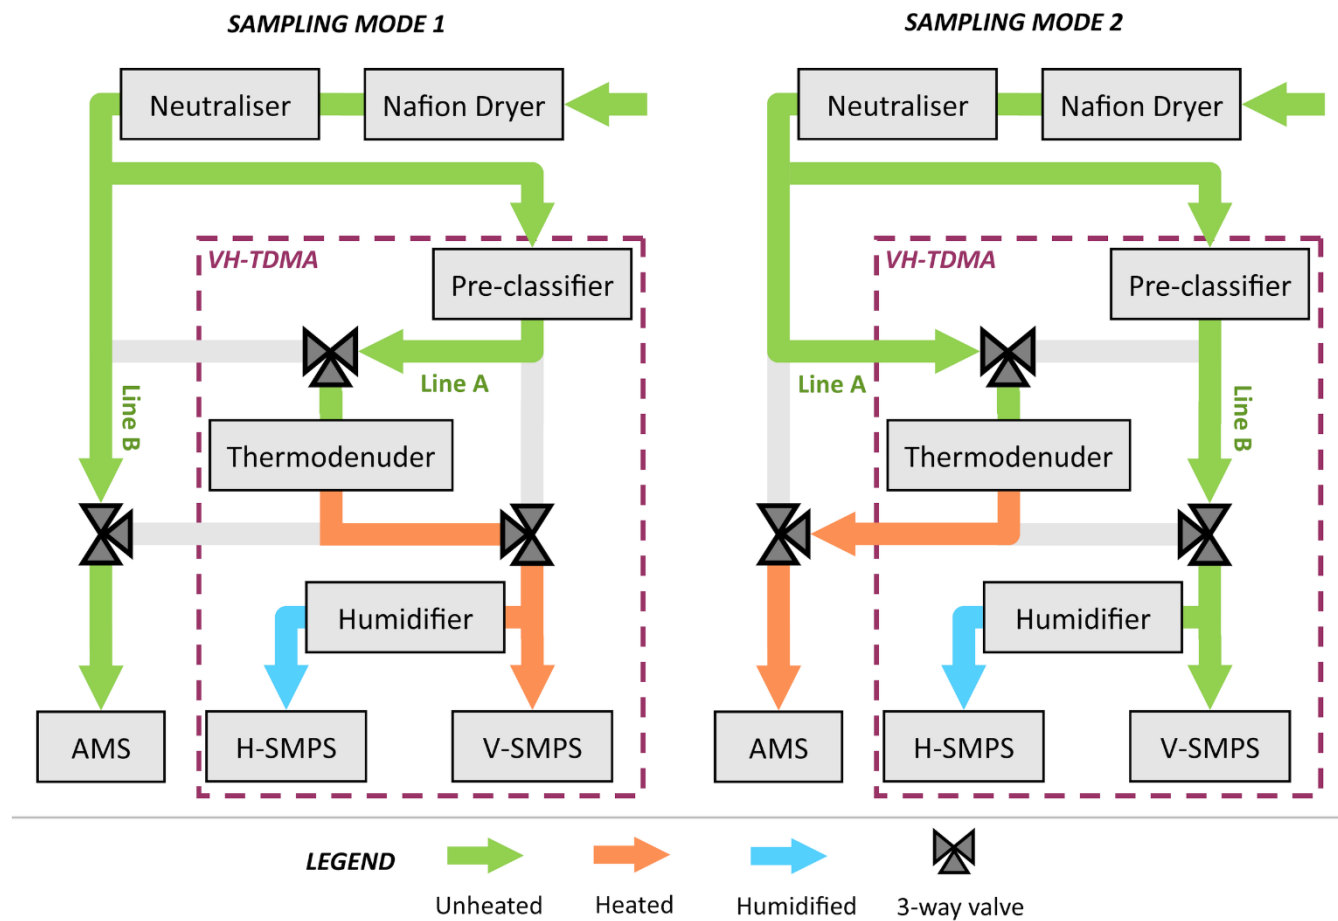 SAMPLING MODE 1
Neutraliser
Nafion Dryer
VH-TDMA
Pre-classifier
Line A
Line B
Thermodenuder
Humidifier
AMS
H-SMPS
V-SMPS
SAMPLING MODE 2
Neutraliser
Nafion Dryer
VH-TDMA
Pre-classifier
Line A
Line B
Thermodenuder
Humidifier
AMS
H-SMPS
V-SMPS
LEGEND
Unheated
Heated
Humidified
3-way valve